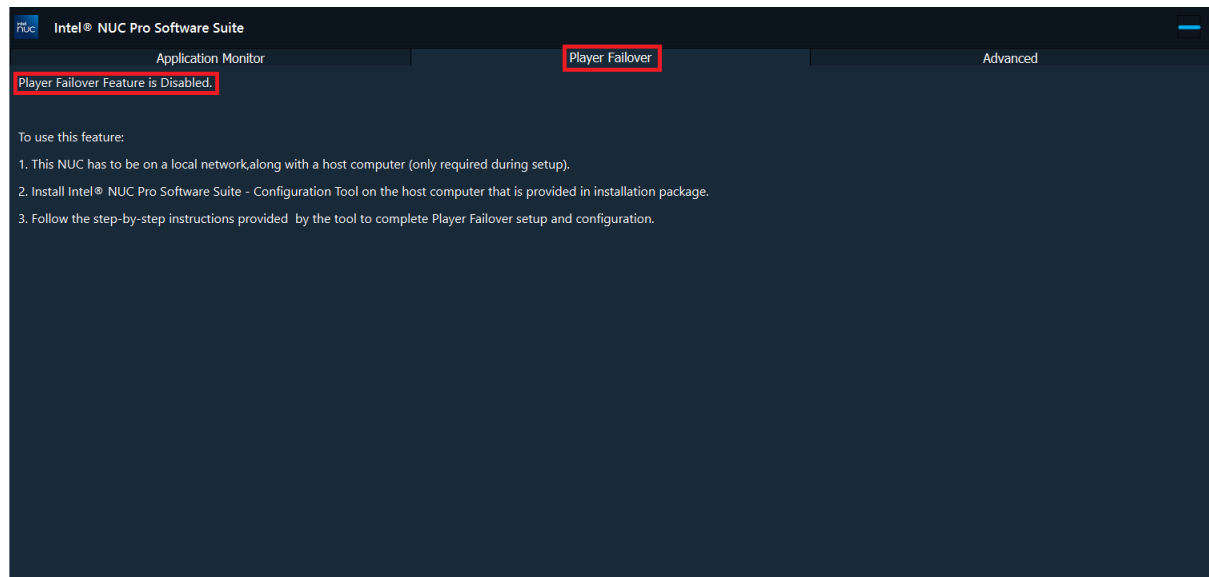 intel nuc Intel® NUC Pro Software Suite
Application Monitor Player Failover Advanced
Player Failover Feature is Disabled.
To use this feature:
1. This NUC has to be on a local network,along with a host computer (only required during setup).
2. Install Intel® NUC Pro Software Suite - Configuration Tool on the host computer that is provided in installation package.
3. Follow the step-by-step instructions provided  by the tool to complete Player Failover setup and configuration.